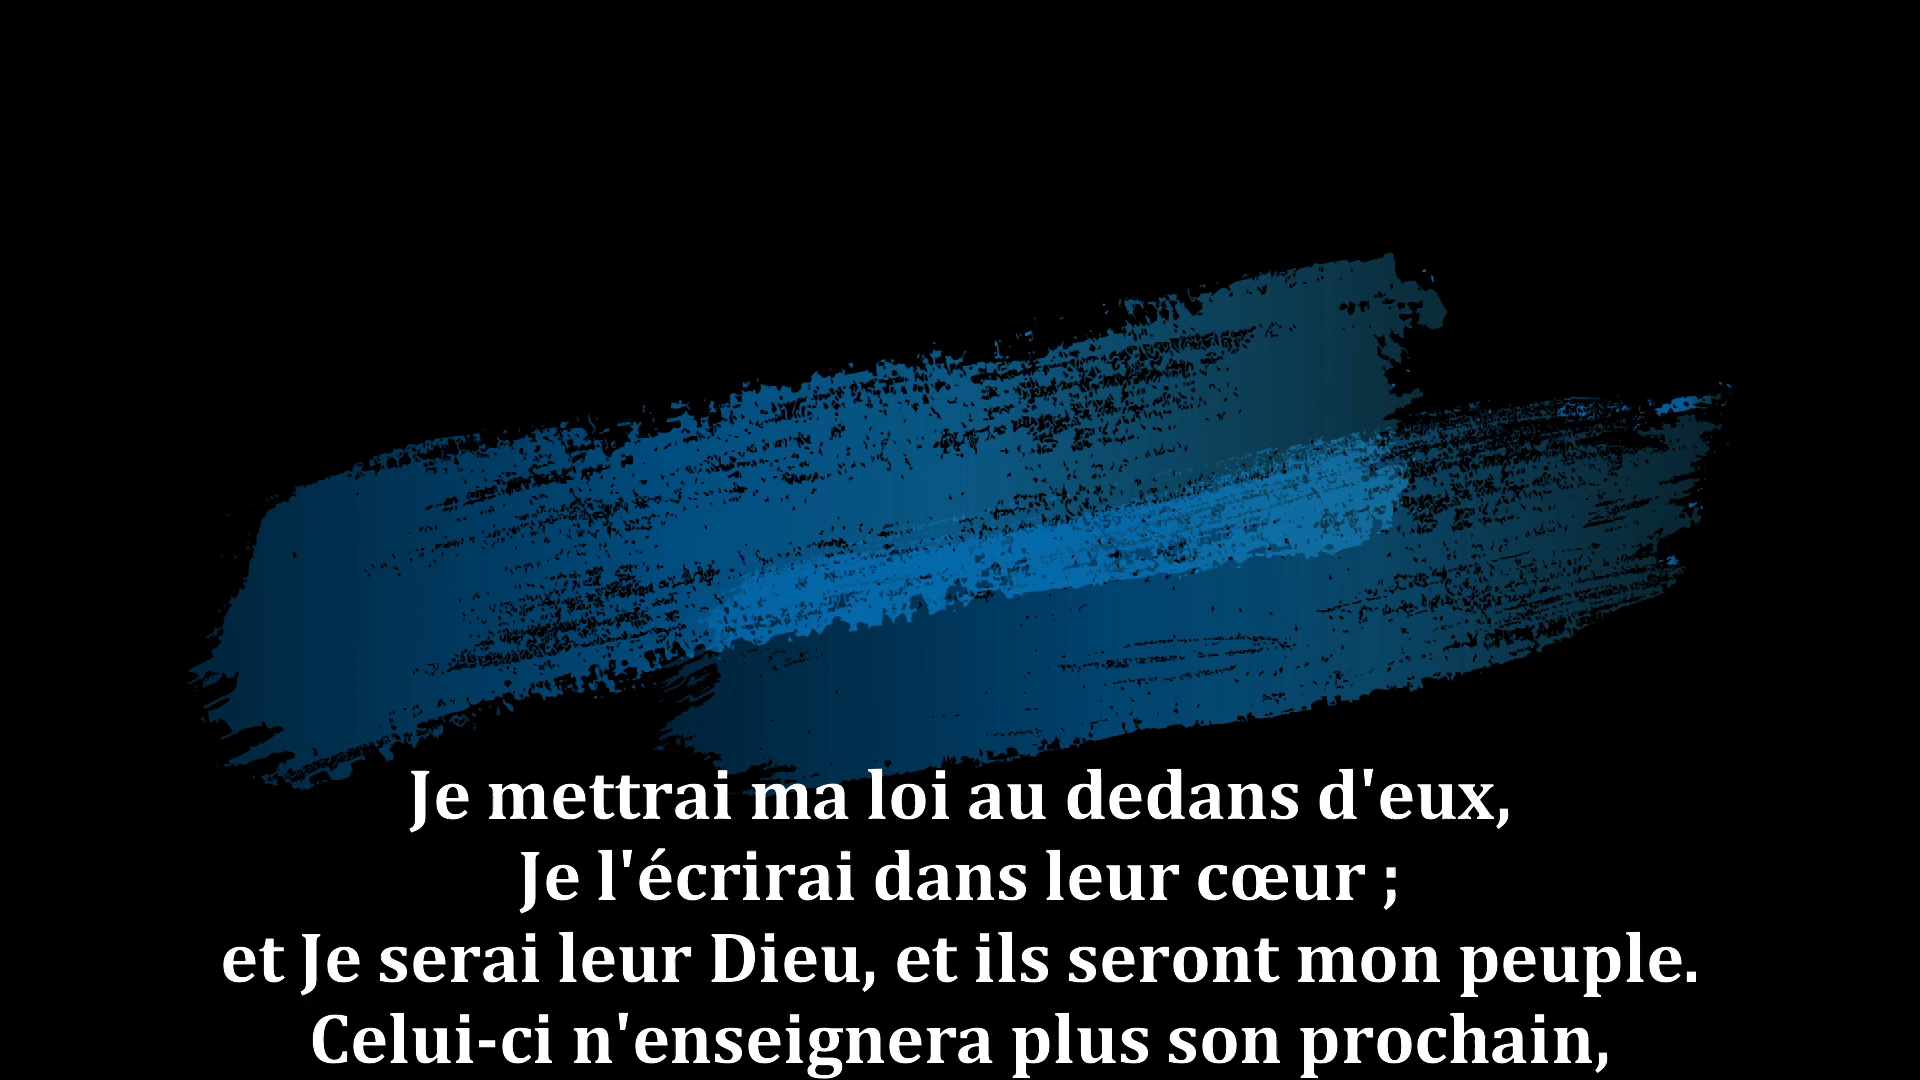 Je mettrai ma loi au dedans d'eux,
Je l'écrirai dans leur cœur ;
et Je serai leur Dieu, et ils seront mon peuple.
Celui-ci n'enseignera plus son prochain,